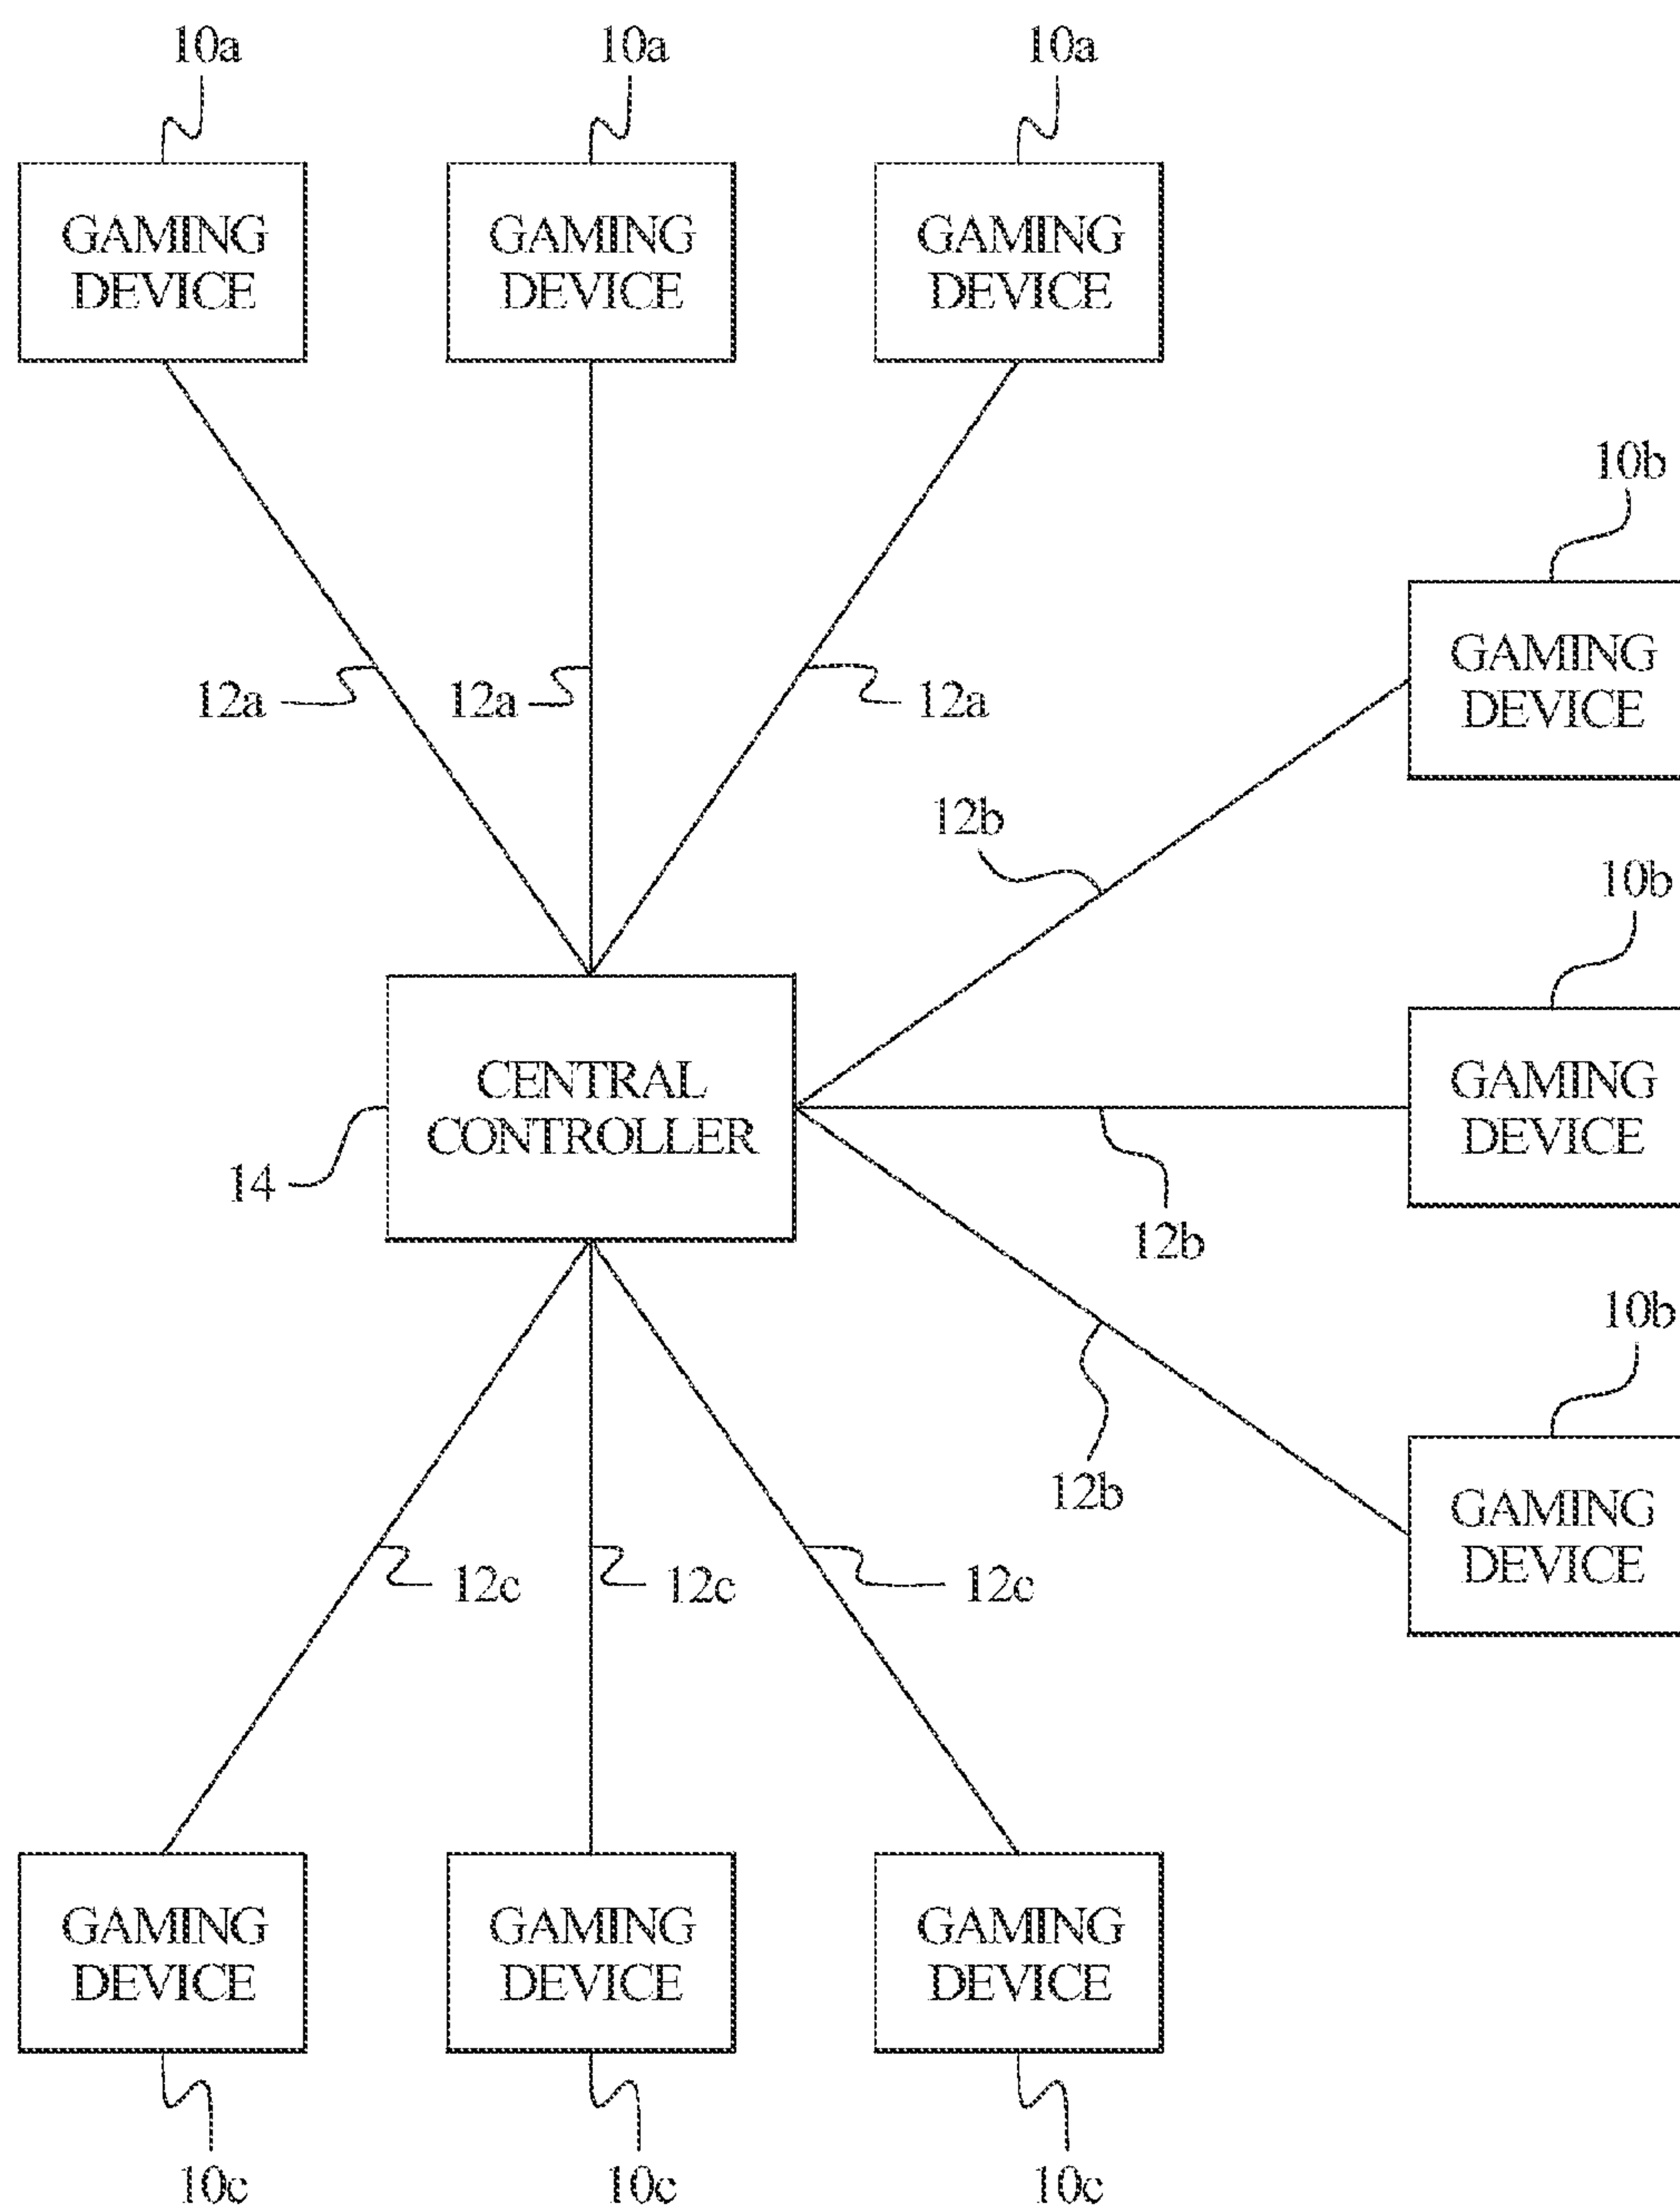 10a
10a
10a
GAMING
DEVICE
GAMING
DEVICE
GAMING
DEVICE
10b
GAMING
DEVICE
12a
12a
12a
12b
10b
CENTRAL
CONTROLLER
GAMING
DEVICE
14
12b
10b
12b
GAMING
DEVICE
12c
12c
12c
GAMING
DEVICE
GAMING
DEVICE
GAMING
DEVICE
10c
10c
10c